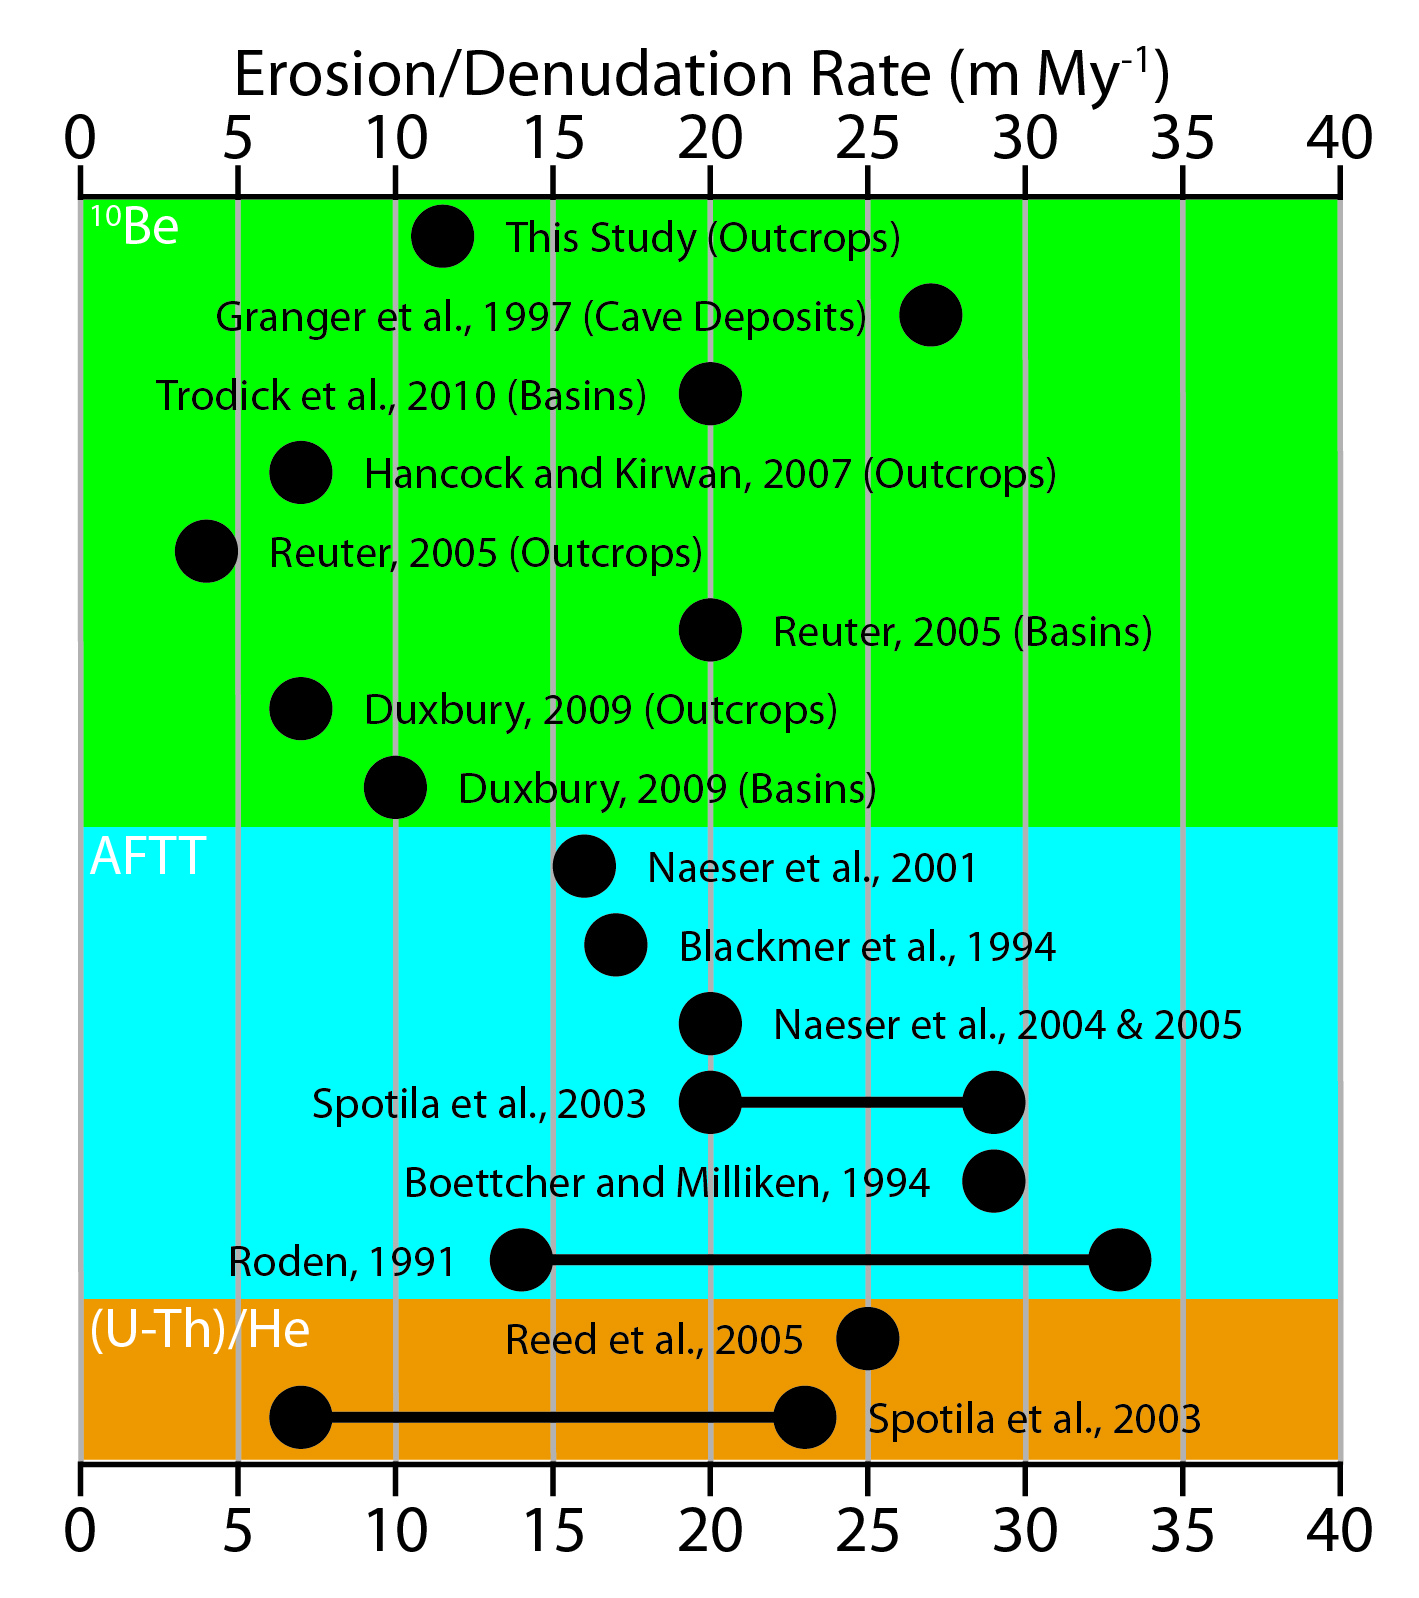 Erosion/Denudation Rate (m My⁻¹)
0 5 10 15 20 25 30 35 40
¹⁰Be
This Study (Outcrops)
Granger et al., 1997 (Cave Deposits)
Trodick et al., 2010 (Basins)
Hancock and Kirwan, 2007 (Outcrops)
Reuter, 2005 (Outcrops)
Reuter, 2005 (Basins)
Duxbury, 2009 (Outcrops)
Duxbury, 2009 (Basins)
AFTT
Naeser et al., 2001
Blackmer et al., 1994
Naeser et al., 2004 & 2005
Spotila et al., 2003
Boettcher and Milliken, 1994
Roden, 1991
(U-Th)/He
Reed et al., 2005
Spotila et al., 2003
0 5 10 15 20 25 30 35 40